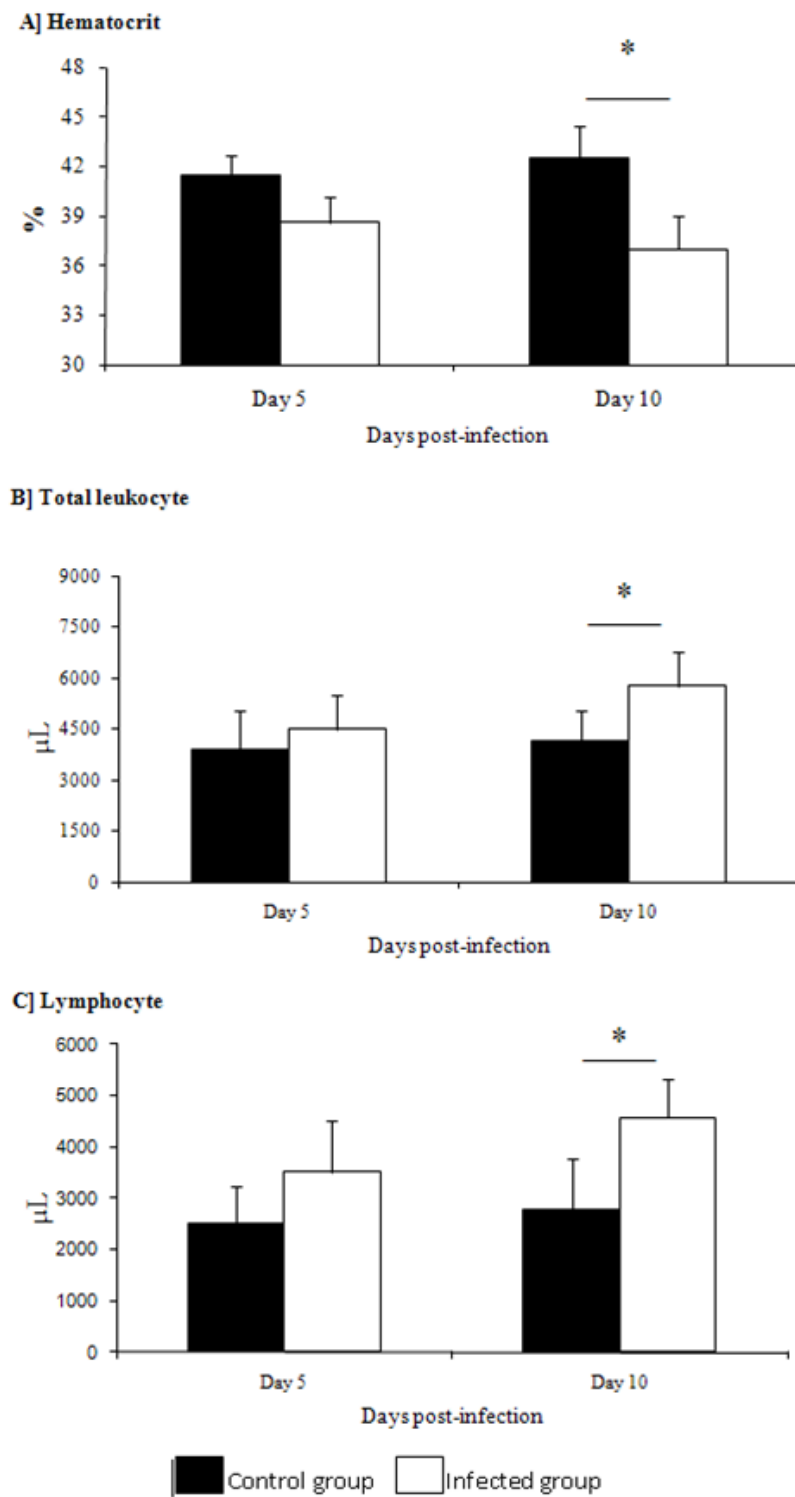 A] Hematocrit
*
48
45
42
39
36
33
30
%
Day 5 Day 10
Days post-infection
B] Total leukocyte
*
9000
7500
6000
4500
3000
1500
0
µL
Day 5 Day 10
Days post-infection
C] Lymphocyte
*
6000
5000
4000
3000
2000
1000
0
µL
Day 5 Day 10
Days post-infection
Control group Infected group